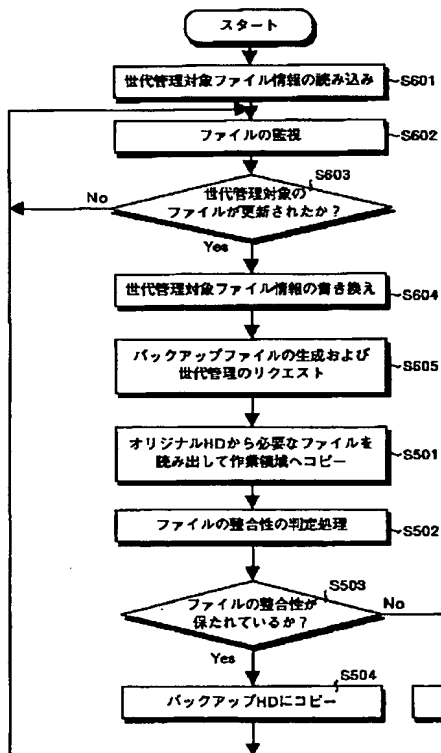 スタート
世代管理対象ファイル情報の読み込み
S601
ファイルの監視
S602
S603
世代管理対象の
ファイルが更新されたか？
No
Yes
世代管理対象ファイル情報の書き換え
S604
バックアップファイルの生成および
世代管理のリクエスト
S605
オリジナルHDから必要なファイルを
読み出して作業領域へコピー
S501
ファイルの整合性の判定処理
S502
S503
ファイルの整合性が
保たれているか？
No
Yes
S504
バックアップHDにコピー